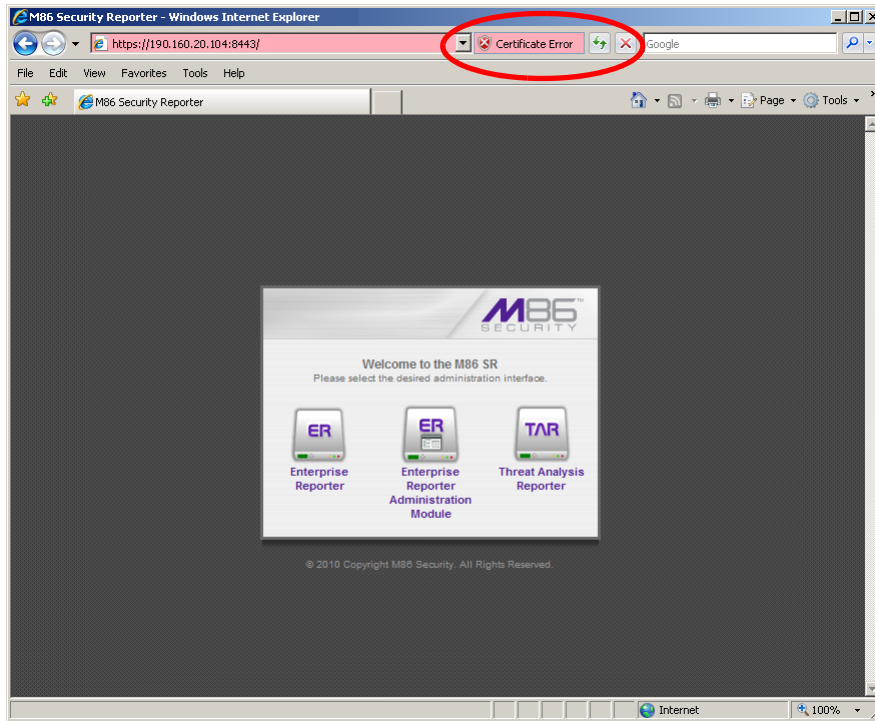 M86 Security Reporter - Windows Internet Explorer
https://190.160.20.104:8443/
Certificate Error
Google
File Edit View Favorites Tools Help
M86 Security Reporter
Page
Tools
M86™
SECURITY
Welcome to the M86 SR
Please select the desired administration interface.
ER
ER
TAR
Enterprise
Reporter
Enterprise
Reporter
Administration
Module
Threat Analysis
Reporter
© 2010 Copyright M86 Security. All Rights Reserved.
Internet
100%